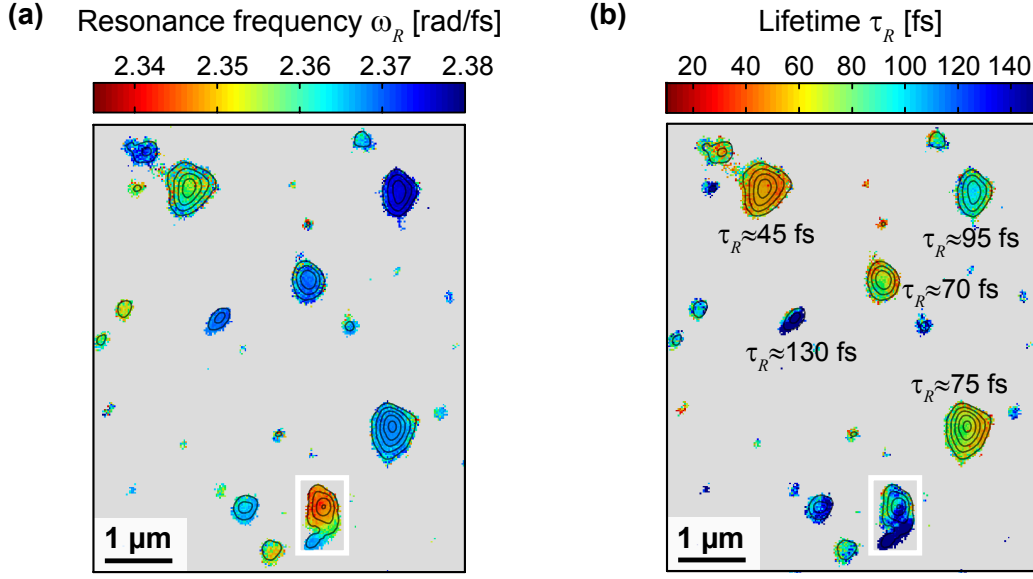 (a) Resonance frequency ω_R [rad/fs]
2.34 2.35 2.36 2.37 2.38
1 μm
(b) Lifetime τ_R [fs]
20 40 60 80 100 120 140
τ_R≈45 fs
τ_R≈95 fs
τ_R≈70 fs
τ_R≈130 fs
τ_R≈75 fs
1 μm